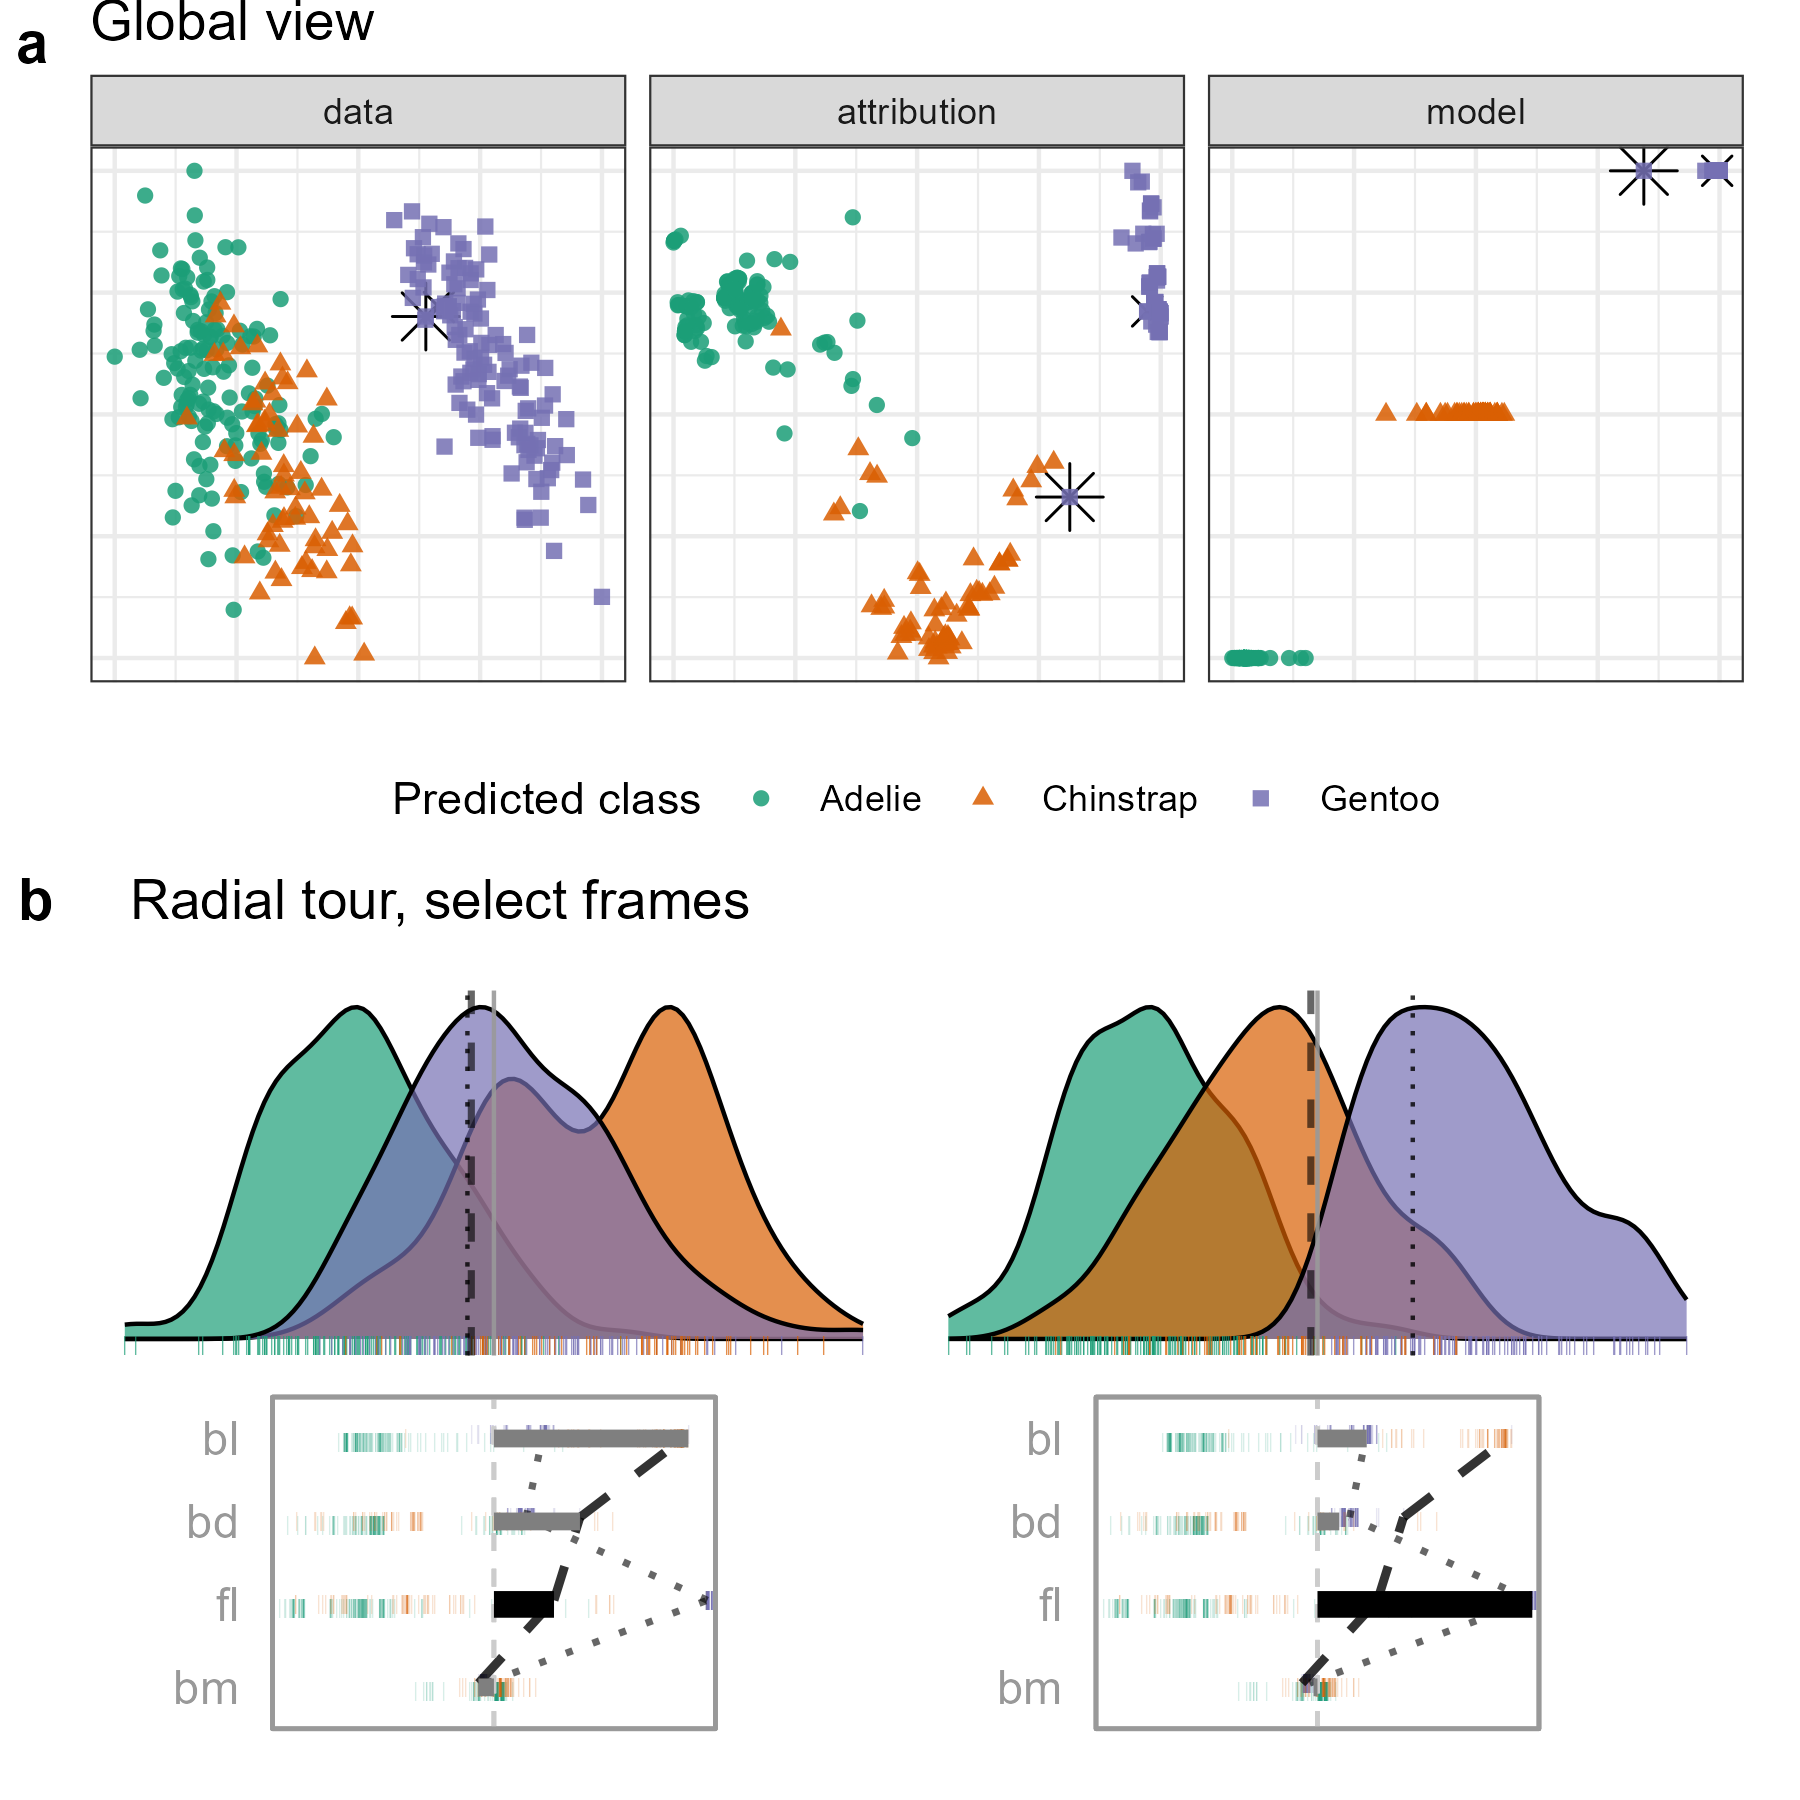 a
Global view
data attribution model
Predicted class Adelie Chinstrap Gentoo
b
Radial tour, select frames
bl
bd
fl
bm
bl
bd
fl
bm